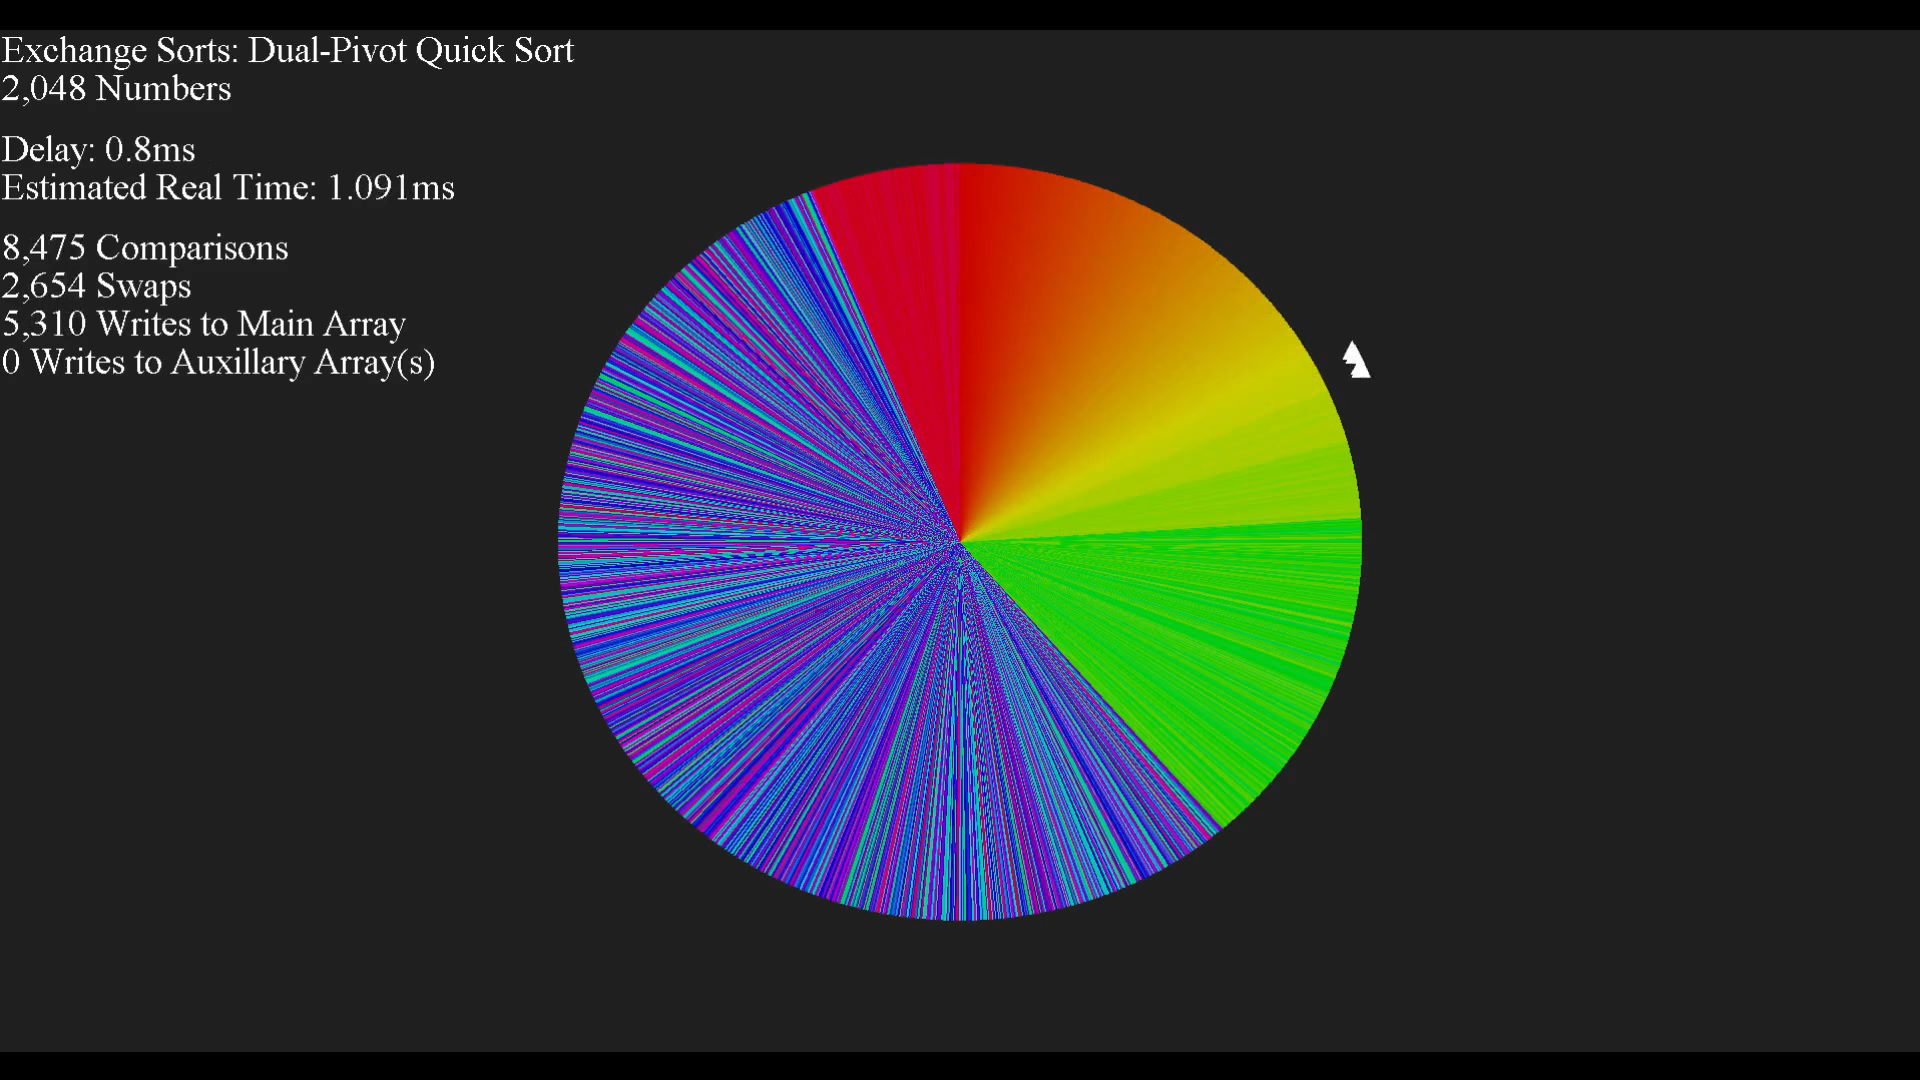 Exchange Sorts: Dual-Pivot Quick Sort
2,048 Numbers
Delay: 0.8ms
Estimated Real Time: 1.091ms
8,475 Comparisons
2,654 Swaps
5,310 Writes to Main Array
0 Writes to Auxillary Array(s)